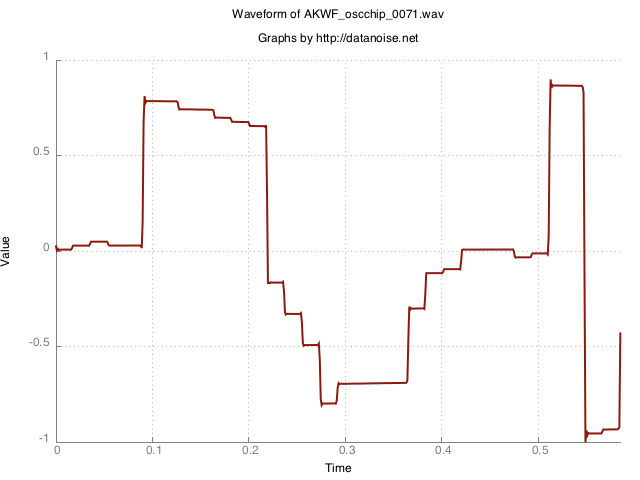 Waveform of AKWF_oscchip_0071.wav
Graphs by http://datanoise.net
1
0.5
0
-0.5
-1
Value
0 0.1 0.2 0.3 0.4 0.5
Time